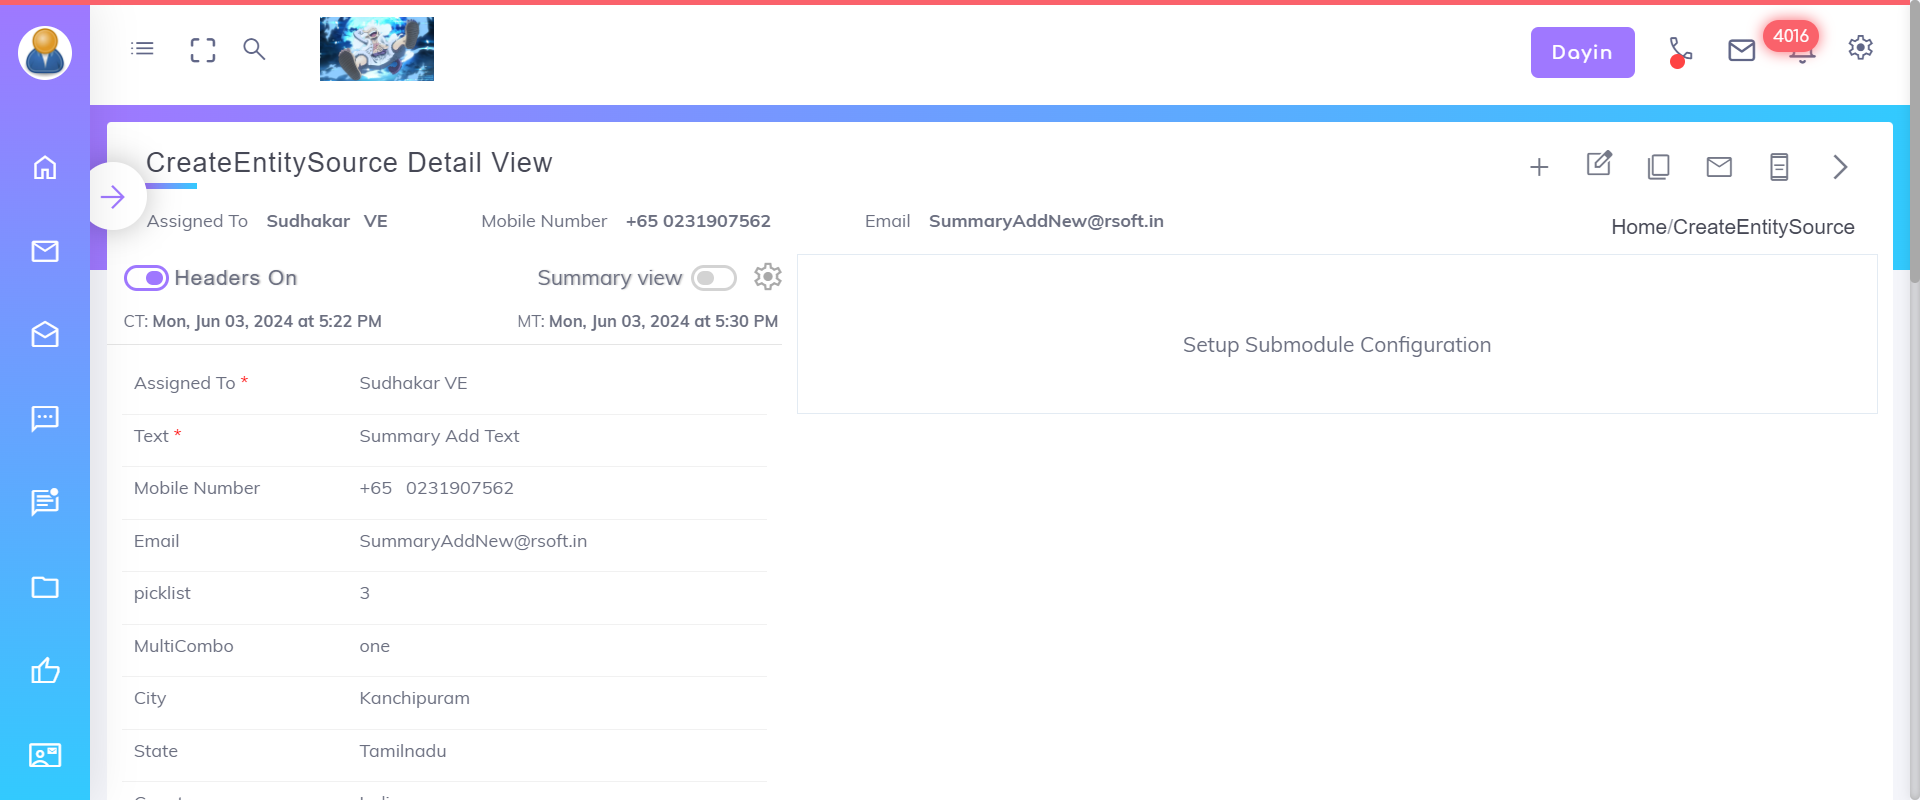 Dayin
4016
CreateEntitySource Detail View
Assigned To Sudhakar VE Mobile Number +65 0231907562 Email SummaryAddNew@rsoft.in
Home/CreateEntitySource
Headers On Summary view
CT: Mon, Jun 03, 2024 at 5:22 PM MT: Mon, Jun 03, 2024 at 5:30 PM
Setup Submodule Configuration
Assigned To * Sudhakar VE
Text * Summary Add Text
Mobile Number +65 0231907562
Email SummaryAddNew@rsoft.in
picklist 3
MultiCombo one
City Kanchipuram
State Tamilnadu